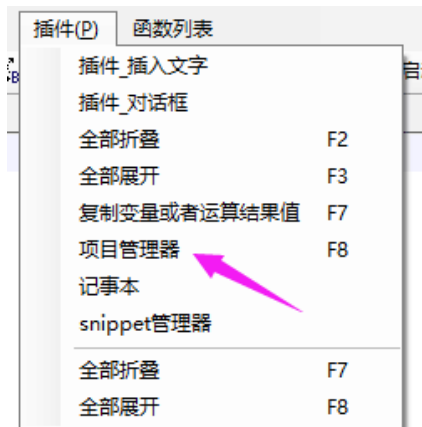 插件(P) 函数列表
插件_插入文字
插件_对话框
全部折叠 F2
全部展开 F3
复制变量或者运算结果值 F7
项目管理器 F8
记事本
snippet管理器
全部折叠 F7
全部展开 F8